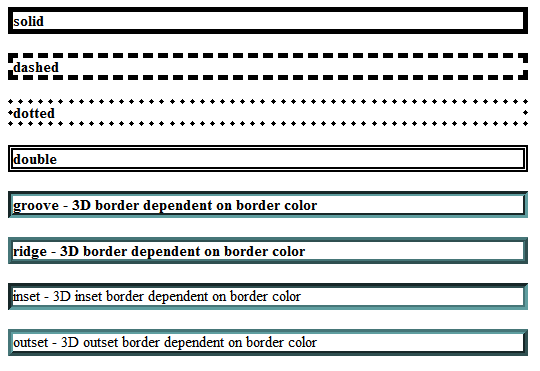 solid
dashed
dotted
double
groove - 3D border dependent on border color
ridge - 3D border dependent on border color
inset - 3D inset border dependent on border color
outset - 3D outset border dependent on border color